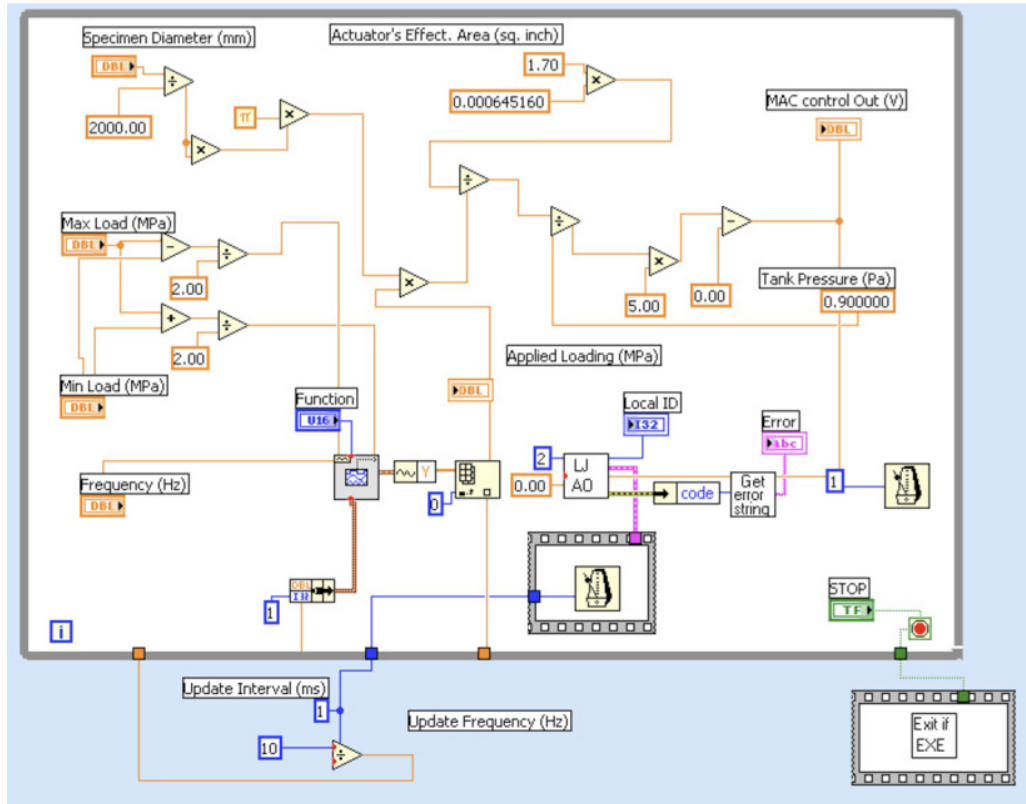 Specimen Diameter (mm)
Actuator's Effect. Area (sq. inch)
DBL
1.70
÷
×
0.000645160
MAC control Out (V)
2000.00
π
×
DBL
×
÷
Max Load (MPa)
÷
-
DBL
-
÷
×
×
Tank Pressure (Pa)
2.00
5.00
0.00
0.900000
+
÷
2.00
Applied Loading (MPa)
Min Load (MPa)
DBL
DBL
Function
Local ID
U16
I32
Error
Abc
2
LJ
AO
Y
Frequency (Hz)
0.00
code
Get
error
string
1
DBL
0
DBL
I32
1
STOP
TF
i
Update Interval (ms)
1
Update Frequency (Hz)
10
÷
Exit if
EXE